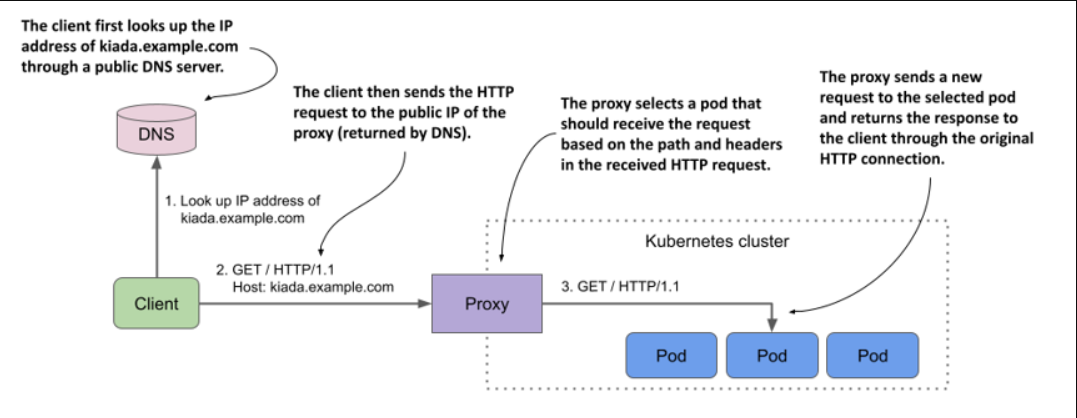 The client first looks up the IP
address of kiada.example.com
through a public DNS server.
The client then sends the HTTP
request to the public IP of the
proxy (returned by DNS).
The proxy selects a pod that
should receive the request
based on the path and headers
in the received HTTP request.
The proxy sends a new
request to the selected pod
and returns the response to
the client through the original
HTTP connection.
DNS
1. Look up IP address of
kiada.example.com
Kubernetes cluster
2. GET / HTTP/1.1
Host: kiada.example.com
3. GET / HTTP/1.1
Client
Proxy
Pod
Pod
Pod